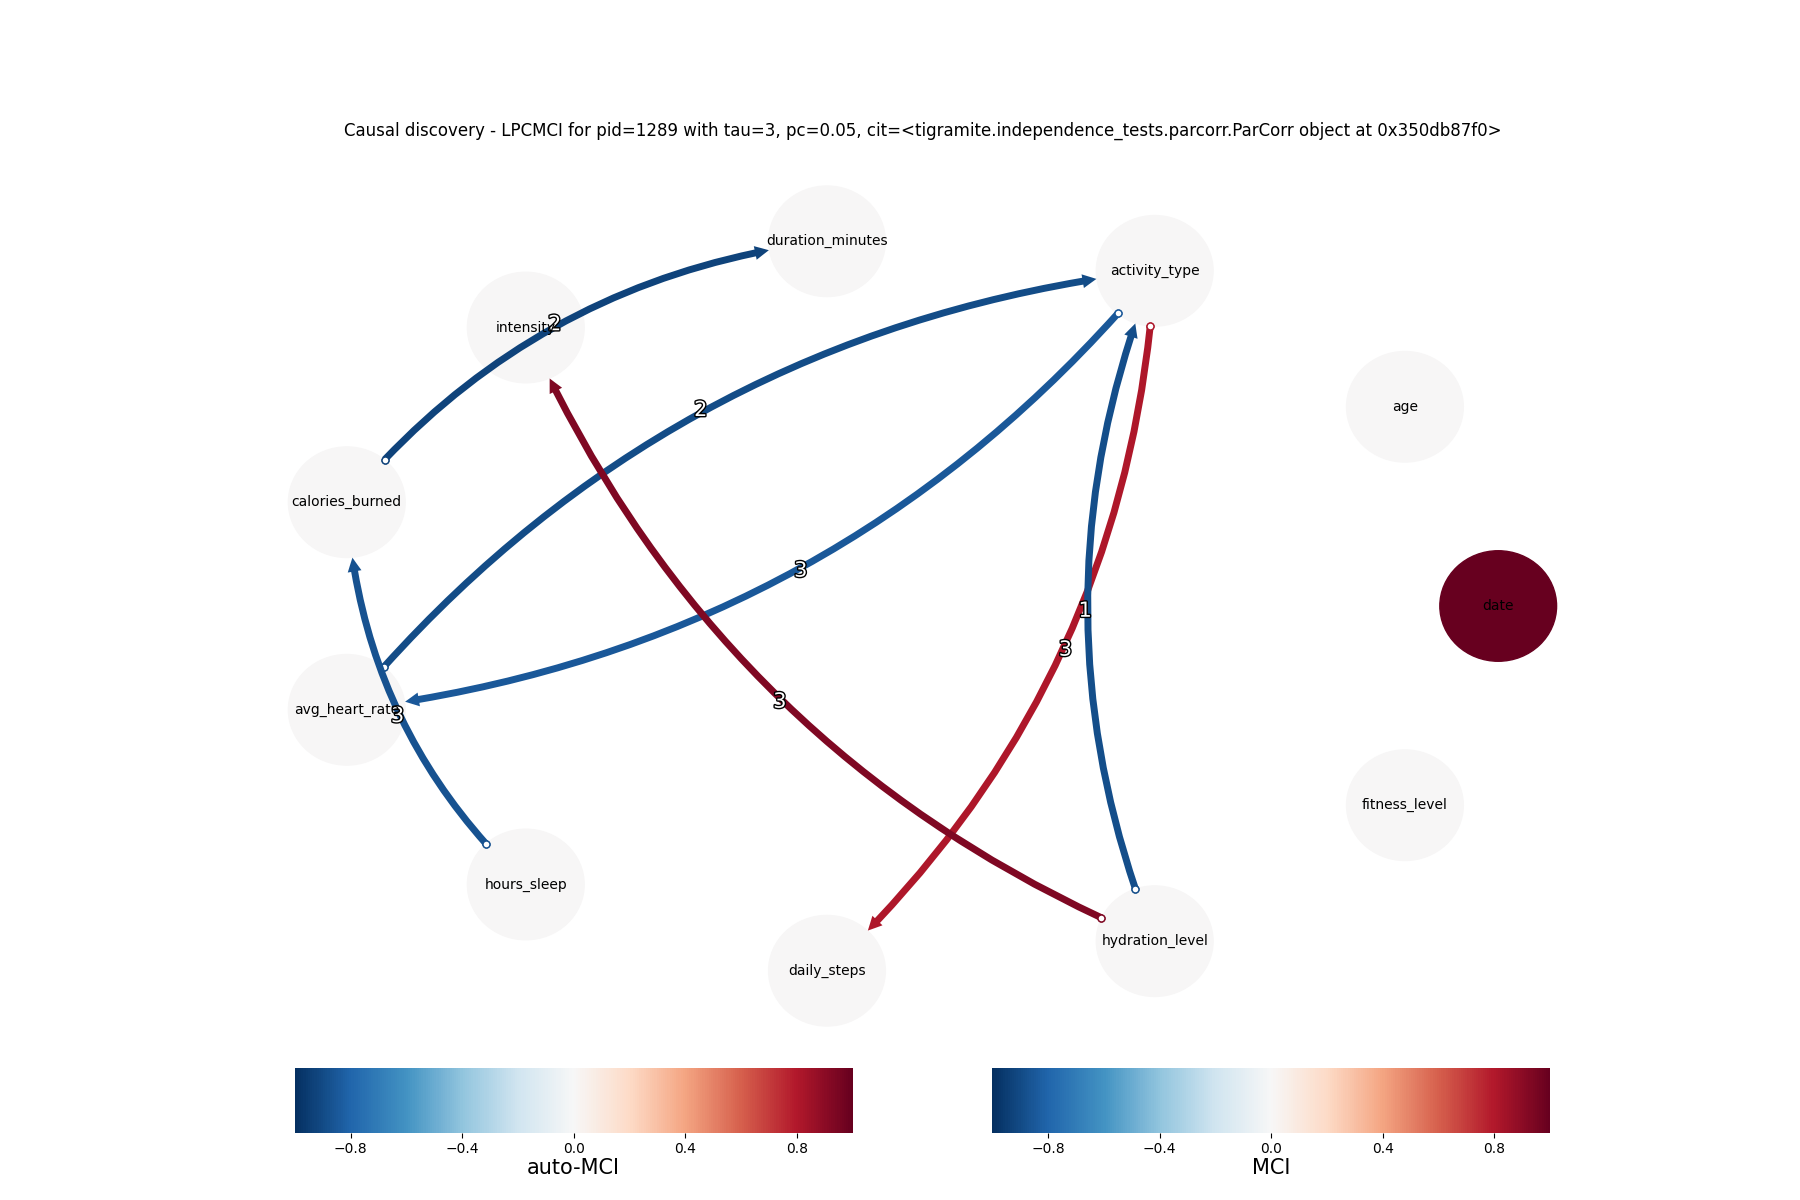 Causal discovery - LPCMCI for pid=1289 with tau=3, pc=0.05, cit=<tigramite.independence_tests.parcorr.ParCorr object at 0x350db87f0>
duration_minutes
activity_type
intensity
2
age
2
calories_burned
3
date
1
3
3
avg_heart_rate
3
fitness_level
hours_sleep
hydration_level
daily_steps
−0.8 −0.4 0.0 0.4 0.8
auto-MCI
−0.8 −0.4 0.0 0.4 0.8
MCI